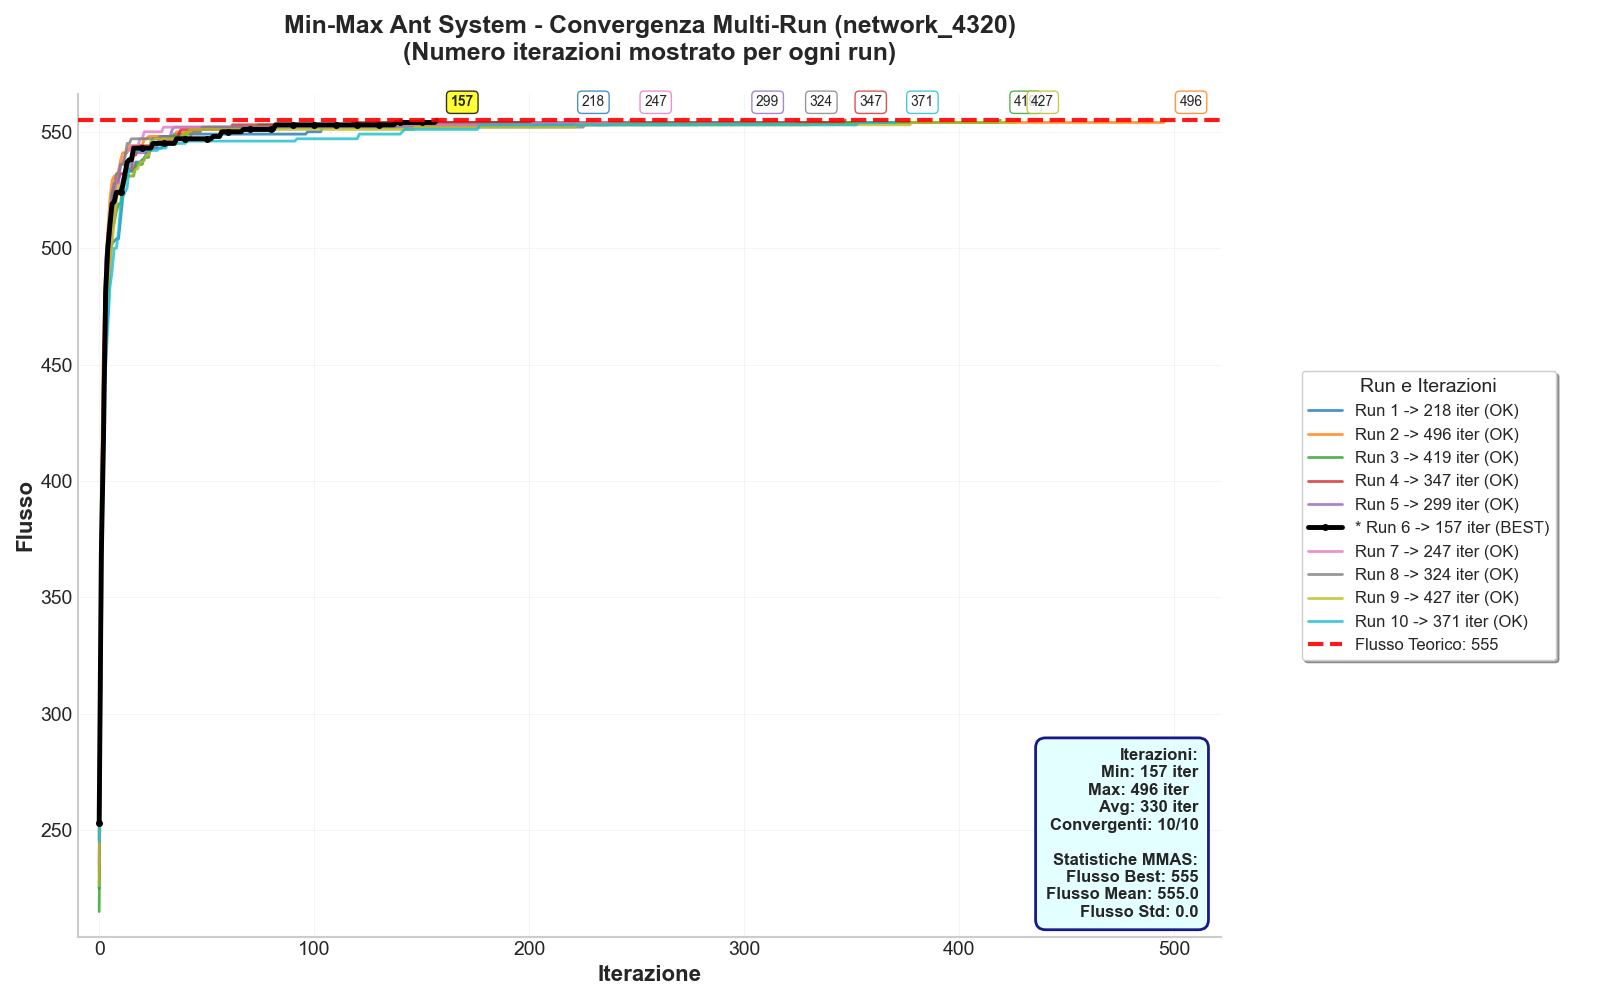 Min-Max Ant System - Convergenza Multi-Run (network_4320)
(Numero iterazioni mostrato per ogni run)
157 218 247 299 324 347 371 41 427 496
550
500
450
400
350
300
250
Flusso
0 100 200 300 400 500
Iterazione
Run e Iterazioni
Run 1 -> 218 iter (OK)
Run 2 -> 496 iter (OK)
Run 3 -> 419 iter (OK)
Run 4 -> 347 iter (OK)
Run 5 -> 299 iter (OK)
* Run 6 -> 157 iter (BEST)
Run 7 -> 247 iter (OK)
Run 8 -> 324 iter (OK)
Run 9 -> 427 iter (OK)
Run 10 -> 371 iter (OK)
Flusso Teorico: 555
Iterazioni:
Min: 157 iter
Max: 496 iter
Avg: 330 iter
Convergenti: 10/10
Statistiche MMAS:
Flusso Best: 555
Flusso Mean: 555.0
Flusso Std: 0.0